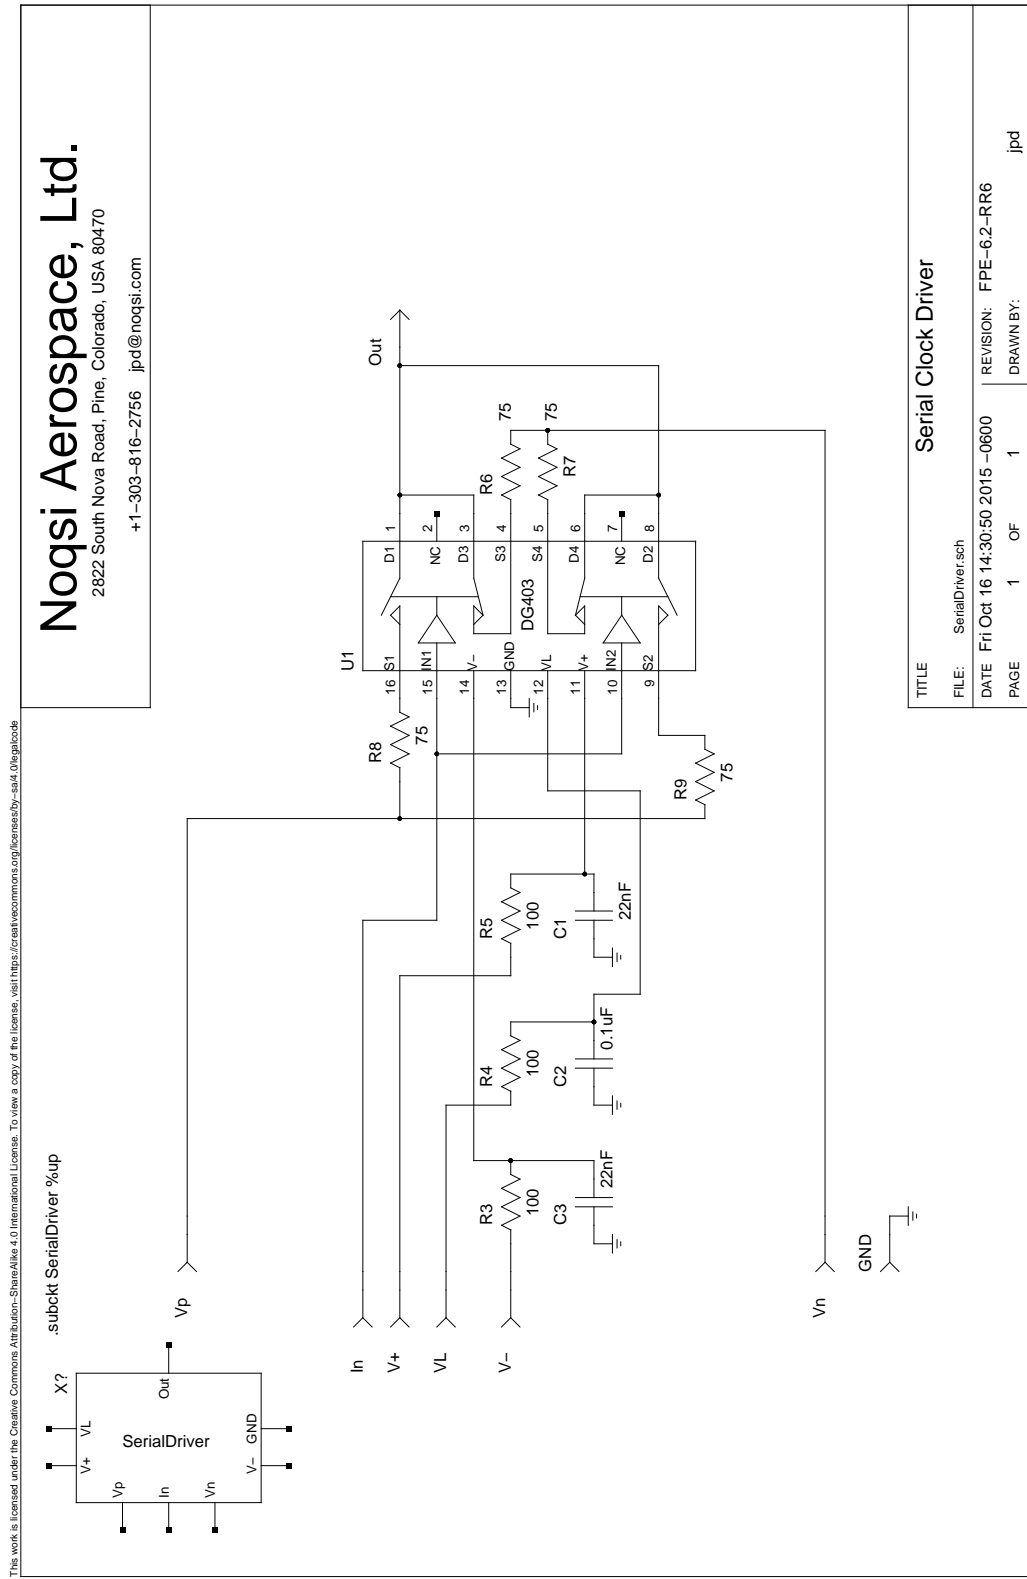 This work is licensed under the Creative Commons Attribution−ShareAlike 4.0 International License. To view a copy of the license, visit https://creativecommons.org/licenses/by−sa/4.0/legalcode
Noqsi Aerospace, Ltd.
2822 South Nova Road, Pine, Colorado, USA 80470
+1−303−816−2756 jpd@noqsi.com
.subckt SerialDriver %up
X?
V+
VL
Vp
In
Vn
SerialDriver
Out
V−
GND
Vp
In
V+
VL
V−
Vn
GND
R3
100
C3
22nF
R4
100
C2
0.1uF
R5
100
C1
22nF
R8
75
R9
75
U1
DG403
16 S1
15 IN1
14 V−
13 GND
12 VL
11 V+
10 IN2
9 S2
D1 1
NC 2
D3 3
S3 4
S4 5
D4 6
NC 7
D2 8
R6
75
R7
75
Out
TITLE
Serial Clock Driver
FILE: SerialDriver.sch
REVISION: FPE−6.2−RR6
DATE Fri Oct 16 14:30:50 2015 −0600
PAGE 1 OF 1
DRAWN BY: jpd